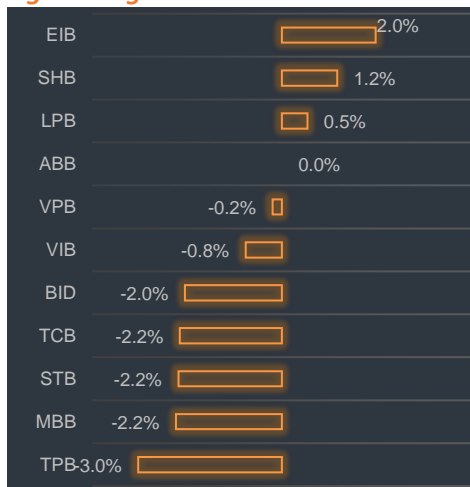 EIB 2.0%
SHB 1.2%
LPB 0.5%
ABB 0.0%
VPB -0.2%
VIB -0.8%
BID -2.0%
TCB -2.2%
STB -2.2%
MBB -2.2%
TPB -3.0%